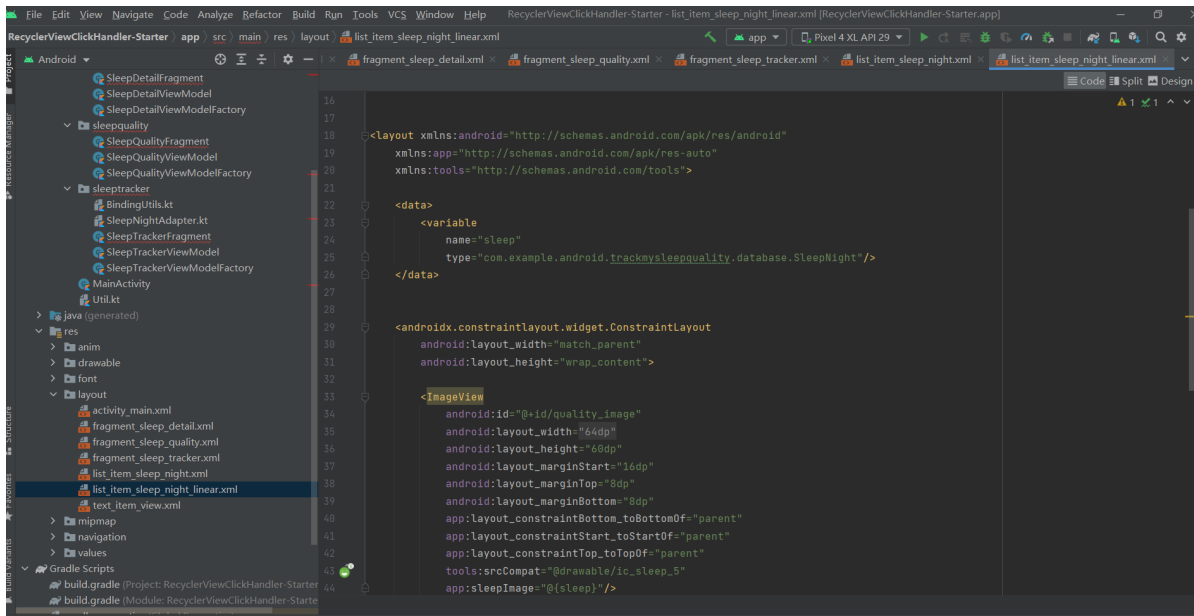 File Edit View Navigate Code Analyze Refactor Build Run Tools VCS Window Help RecyclerViewClickHandler-Starter - list_item_sleep_night_linear.xml [RecyclerViewClickHandler-Starter.app]
RecyclerViewClickHandler-Starter app src main res layout list_item_sleep_night_linear.xml app Pixel 4 XL API 29
Android fragment_sleep_detail.xml fragment_sleep_quality.xml fragment_sleep_tracker.xml list_item_sleep_night.xml list_item_sleep_night_linear.xml
Code Split Design
Project
Resource Manager
Structure
Favorites
Build Variants
SleepDetailFragment
SleepDetailViewModel
SleepDetailViewModelFactory
sleepquality
SleepQualityFragment
SleepQualityViewModel
SleepQualityViewModelFactory
sleeptracker
BindingUtils.kt
SleepNightAdapter.kt
SleepTrackerFragment
SleepTrackerViewModel
SleepTrackerViewModelFactory
MainActivity
Util.kt
java (generated)
res
anim
drawable
font
layout
activity_main.xml
fragment_sleep_detail.xml
fragment_sleep_quality.xml
fragment_sleep_tracker.xml
list_item_sleep_night.xml
list_item_sleep_night_linear.xml
text_item_view.xml
mipmap
navigation
values
Gradle Scripts
build.gradle (Project: RecyclerViewClickHandler-Starter
build.gradle (Module: RecyclerViewClickHandler-Starte
1 1
16
17
18 <layout xmlns:android="http://schemas.android.com/apk/res/android"
19 xmlns:app="http://schemas.android.com/apk/res-auto"
20 xmlns:tools="http://schemas.android.com/tools">
21
22 <data>
23 <variable
24 name="sleep"
25 type="com.example.android.trackmysleepquality.database.SleepNight"/>
26 </data>
27
28
29 <androidx.constraintlayout.widget.ConstraintLayout
30 android:layout_width="match_parent"
31 android:layout_height="wrap_content">
32
33 <ImageView
34 android:id="@+id/quality_image"
35 android:layout_width="64dp"
36 android:layout_height="60dp"
37 android:layout_marginStart="16dp"
38 android:layout_marginTop="8dp"
39 android:layout_marginBottom="8dp"
40 app:layout_constraintBottom_toBottomOf="parent"
41 app:layout_constraintStart_toStartOf="parent"
42 app:layout_constraintTop_toTopOf="parent"
43 tools:srcCompat="@drawable/ic_sleep_5"
44 app:sleepImage="@{sleep}"/>